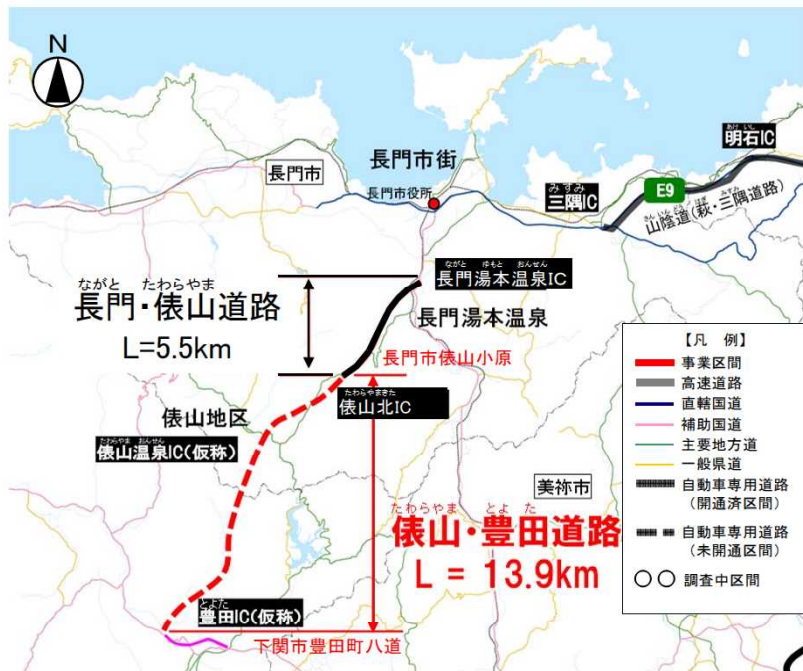 N
長門市街
長門市
長門市役所
あけ いし
明石IC
みすみ
三隅IC
E9
さんいんどう はぎ みすみ
山陰道(萩・三隅道路)
ながと たわらやま
長門・俵山道路
L=5.5km
ながと ゆもと おんせん
長門湯本温泉IC
長門湯本温泉
長門市俵山小原
たわらやまきた
俵山北IC
俵山地区
たわらやま おんせん
俵山温泉IC(仮称)
美祢市
たわらやま とよ た
俵山・豊田道路
L = 13.9km
とよた
豊田IC(仮称)
下関市豊田町八道
【凡 例】
事業区間
高速道路
直轄国道
補助国道
主要地方道
一般県道
自動車専用道路
(開通済区間)
自動車専用道路
(未開通区間)
調査中区間